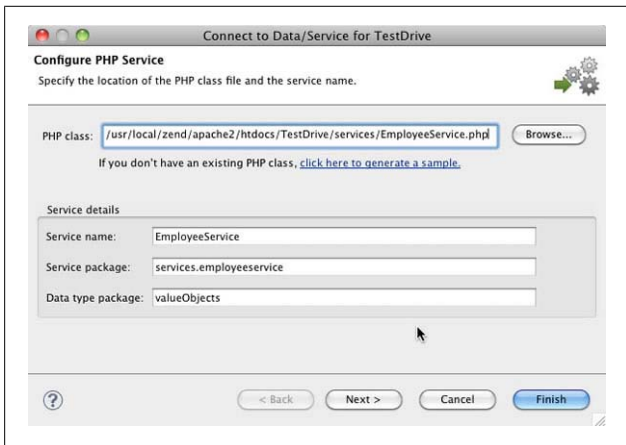 Connect to Data/Service for TestDrive
Configure PHP Service
Specify the location of the PHP class file and the service name.
PHP class: /usr/local/zend/apache2/htdocs/TestDrive/services/EmployeeService.php Browse...
If you don't have an existing PHP class, click here to generate a sample.
Service details
Service name: EmployeeService
Service package: services.employeeservice
Data type package: valueObjects
? < Back Next > Cancel Finish